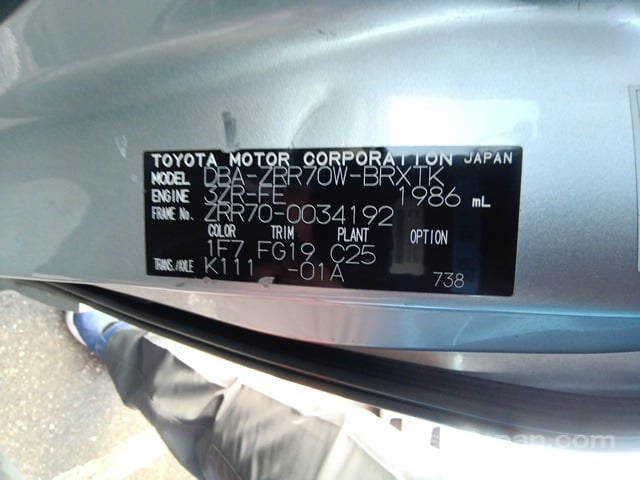 TOYOTA MOTOR CORPORATION JAPAN
MODEL DBA-ZRR70W-BRXTK
ENGINE 3ZR-FE 1986 mL
FRAME No. ZRR70-0034192
COLOR TRIM PLANT OPTION
1F7 FG19 C25
TRANS./AXLE K111 -01A 738